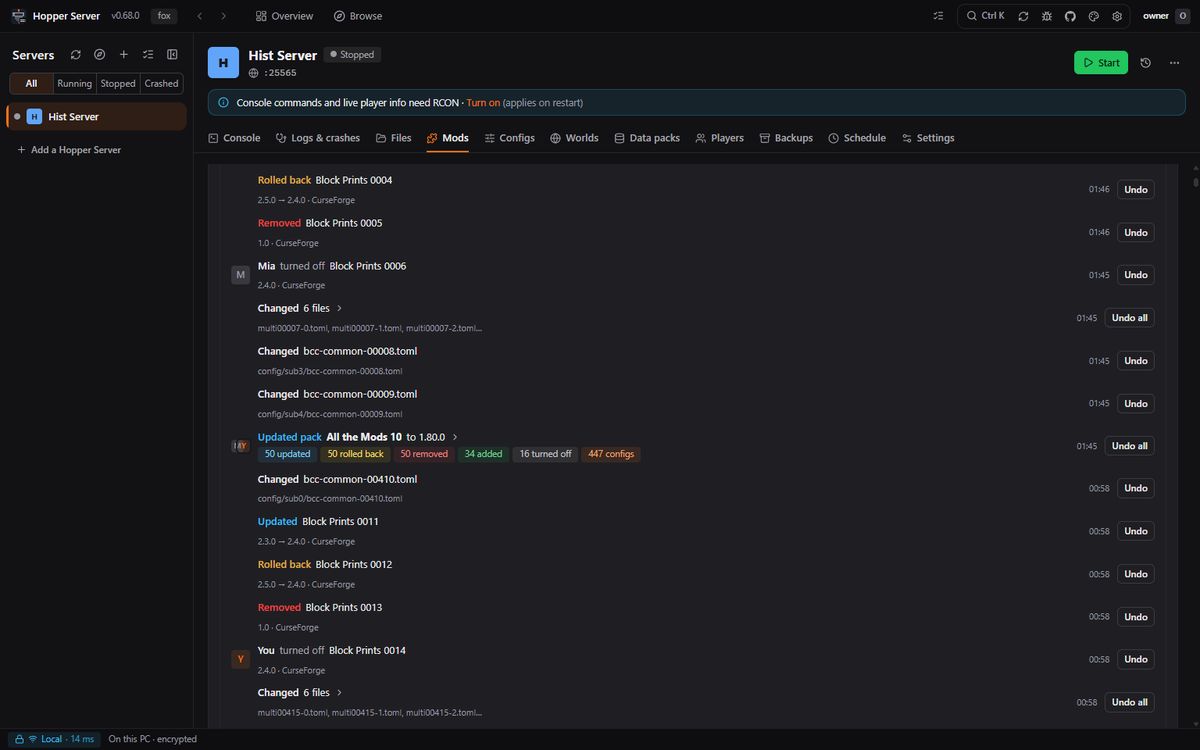 Hopper Server v0.68.0 fox Overview Browse Ctrl K owner O
Servers
All Running Stopped Crashed
H Hist Server
Add a Hopper Server
H Hist Server Stopped
:25565
Start
Console commands and live player info need RCON · Turn on (applies on restart)
Console Logs & crashes Files Mods Configs Worlds Data packs Players Backups Schedule Settings
Rolled back Block Prints 0004 01:46 Undo
2.5.0 → 2.4.0 · CurseForge
Removed Block Prints 0005 01:46 Undo
1.0 · CurseForge
M Mia turned off Block Prints 0006 01:45 Undo
2.4.0 · CurseForge
Changed 6 files 01:45 Undo all
multi00007-0.toml, multi00007-1.toml, multi00007-2.toml...
Changed bcc-common-00008.toml 01:45 Undo
config/sub3/bcc-common-00008.toml
Changed bcc-common-00009.toml 01:45 Undo
config/sub4/bcc-common-00009.toml
MY Updated pack All the Mods 10 to 1.80.0 01:45 Undo all
50 updated 50 rolled back 50 removed 34 added 16 turned off 447 configs
Changed bcc-common-00410.toml 00:58 Undo
config/sub0/bcc-common-00410.toml
Updated Block Prints 0011 00:58 Undo
2.3.0 → 2.4.0 · CurseForge
Rolled back Block Prints 0012 00:58 Undo
2.5.0 → 2.4.0 · CurseForge
Removed Block Prints 0013 00:58 Undo
1.0 · CurseForge
Y You turned off Block Prints 0014 00:58 Undo
2.4.0 · CurseForge
Changed 6 files 00:58 Undo all
multi00415-0.toml, multi00415-1.toml, multi00415-2.toml...
Local · 14 ms On this PC · encrypted